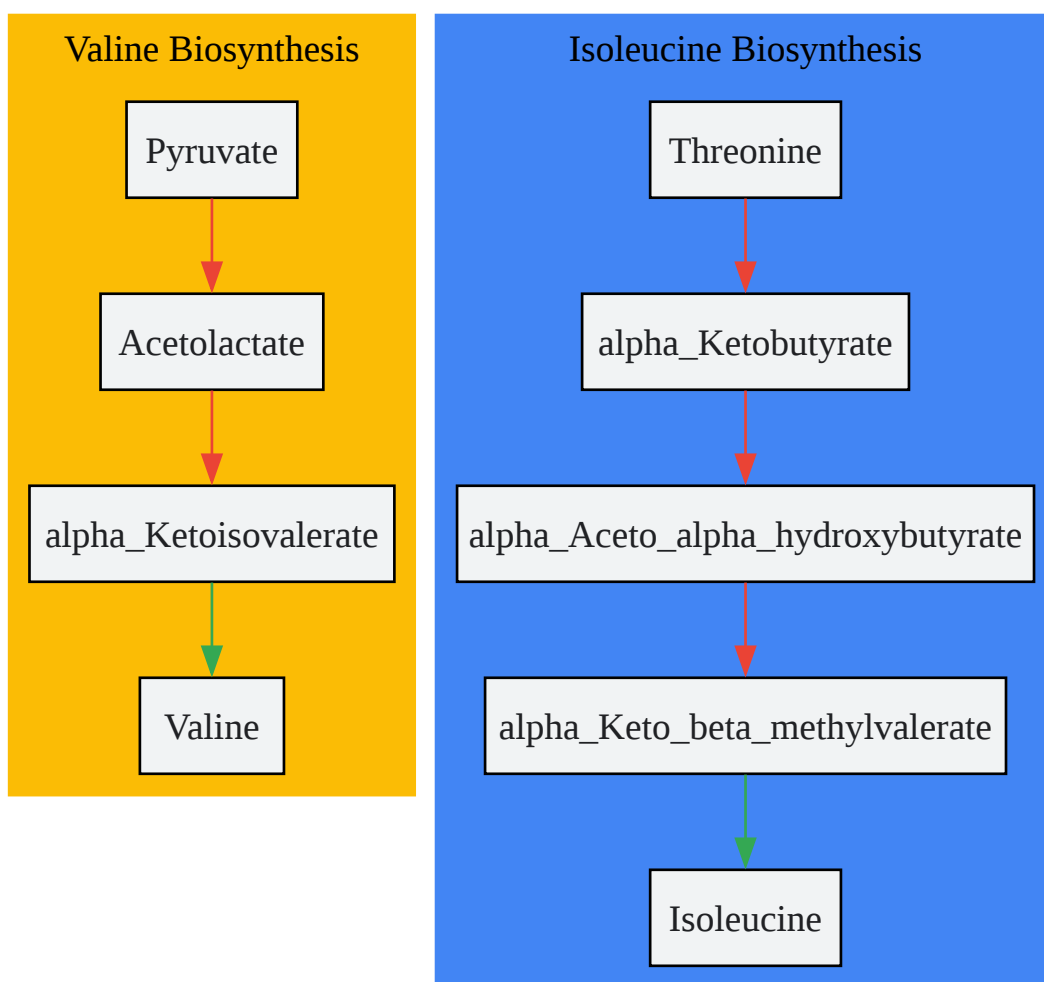 Valine Biosynthesis
Pyruvate
Acetolactate
alpha_Ketoisovalerate
Valine
Isoleucine Biosynthesis
Threonine
alpha_Ketobutyrate
alpha_Aceto_alpha_hydroxybutyrate
alpha_Keto_beta_methylvalerate
Isoleucine